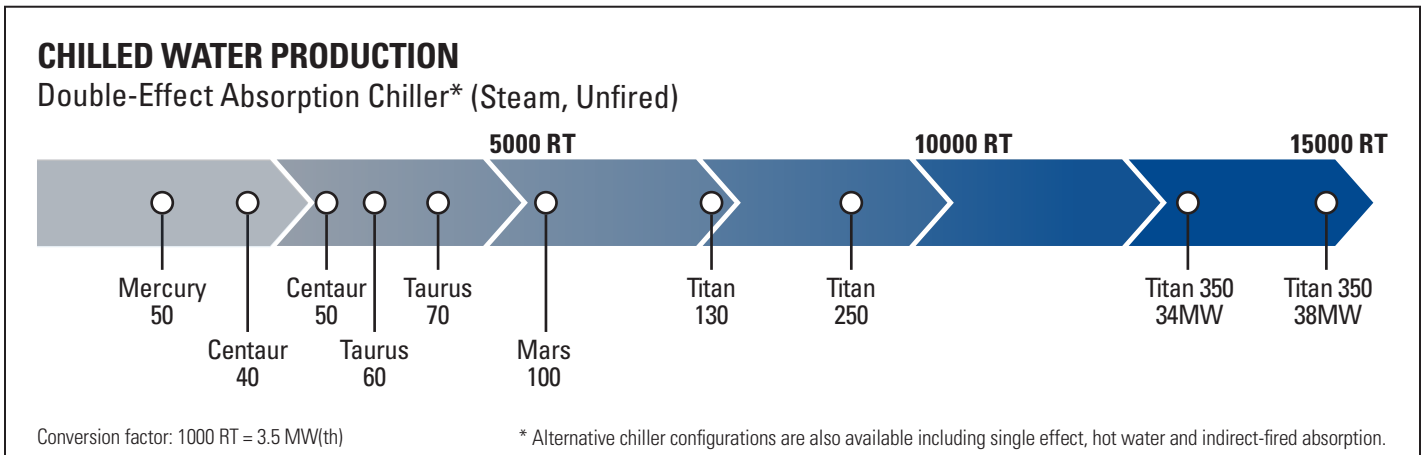 CHILLED WATER PRODUCTION
Double-Effect Absorption Chiller* (Steam, Unfired)
5000 RT
10000 RT
15000 RT
Mercury
50
Centaur
40
Centaur
50
Taurus
60
Taurus
70
Mars
100
Titan
130
Titan
250
Titan 350
34MW
Titan 350
38MW
Conversion factor: 1000 RT = 3.5 MW(th)
* Alternative chiller configurations are also available including single effect, hot water and indirect-fired absorption.